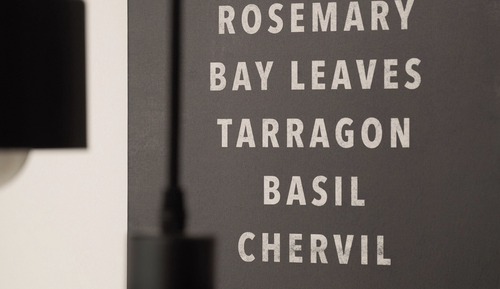 ROSEMARY
BAY LEAVES
TARRAGON
BASIL
CHERVIL